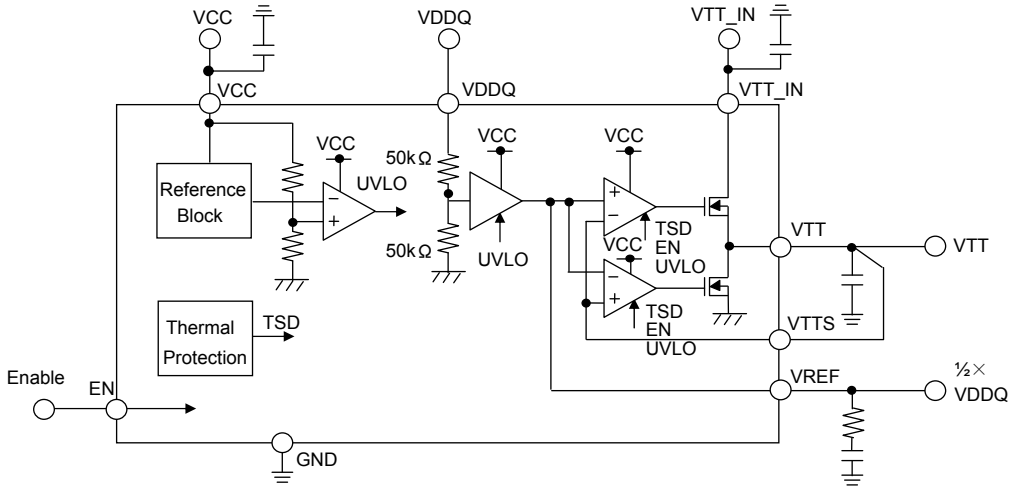 VCC
VDDQ
VTT_IN
VCC
VDDQ
VTT_IN
VCC
UVLO
50kΩ
VCC
VCC
Reference
Block
−
+
+
−
50kΩ
UVLO
TSD
EN
UVLO
VCC
VTT
VTT
−
+
Thermal
Protection
TSD
TSD
EN
UVLO
VTTS
Enable
EN
VREF
½×
VDDQ
GND